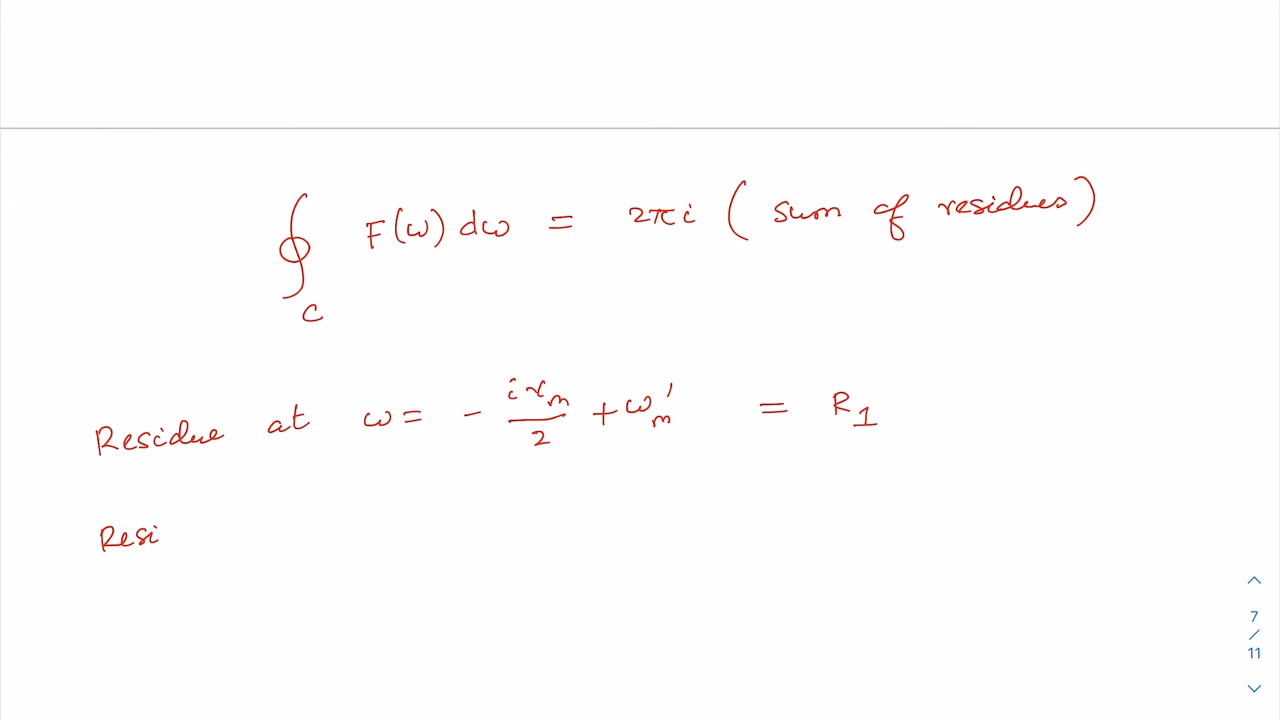 ∮_C F(ω) dω = 2πi ( sum of residues )
Residue at ω = - iγ_m/2 + ω_m' = R_1
Resi
7
/
11